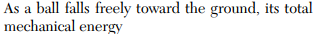 As a ball falls freely toward the ground, its total
mechanical energy